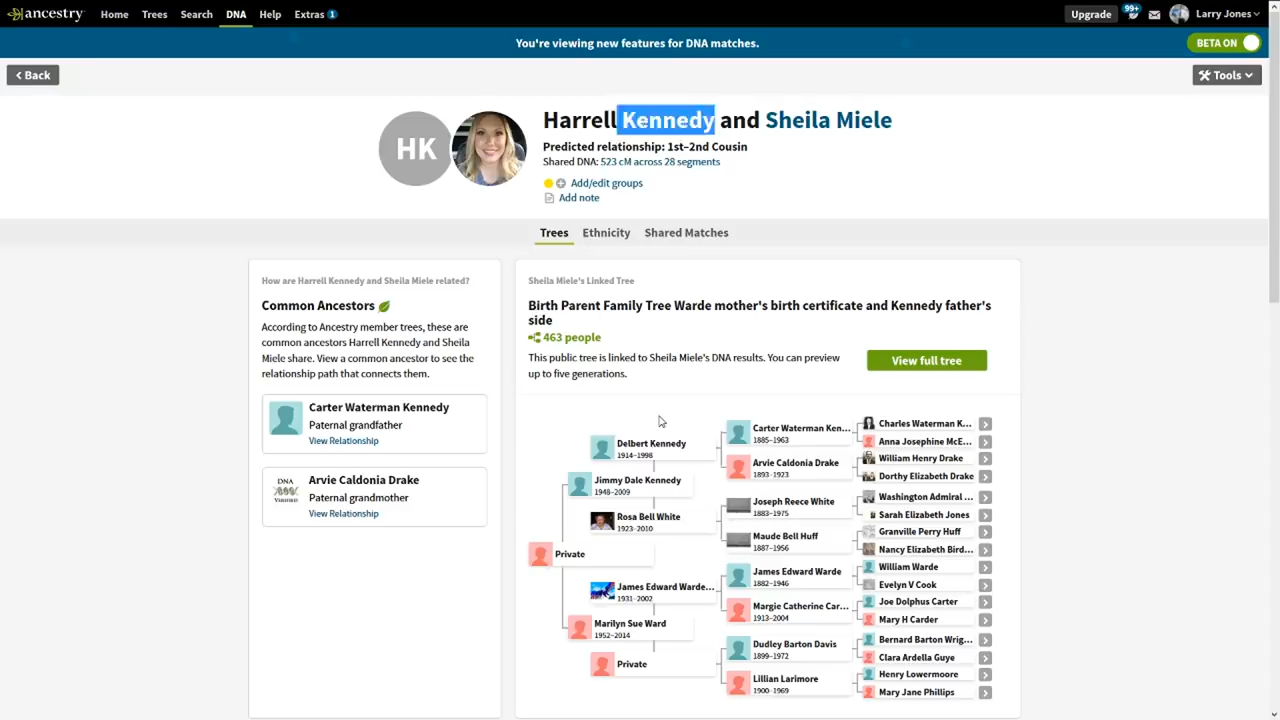 ancestry
Home
Trees
Search
DNA
Help
Extras 1
Upgrade
99+
Larry Jones
You're viewing new features for DNA matches.
BETA ON
Back
Tools
HK
Harrell Kennedy and Sheila Miele
Predicted relationship: 1st–2nd Cousin
Shared DNA: 523 cM across 28 segments
Add/edit groups
Add note
Trees
Ethnicity
Shared Matches
How are Harrell Kennedy and Sheila Miele related?
Common Ancestors
According to Ancestry member trees, these are
common ancestors Harrell Kennedy and Sheila
Miele share. View a common ancestor to see the
relationship path that connects them.
Carter Waterman Kennedy
Paternal grandfather
View Relationship
DNA
VERIFIED
Arvie Caldonia Drake
Paternal grandmother
View Relationship
Sheila Miele's Linked Tree
Birth Parent Family Tree Warde mother's birth certificate and Kennedy father's
side
463 people
This public tree is linked to Sheila Miele's DNA results. You can preview
up to five generations.
View full tree
Private
Jimmy Dale Kennedy
1948–2009
Marilyn Sue Ward
1952–2014
Delbert Kennedy
1914–1998
Rosa Bell White
1923–2010
James Edward Warde...
1931–2002
Private
Carter Waterman Ken...
1885–1963
Arvie Caldonia Drake
1893–1923
Joseph Reece White
1883–1975
Maude Bell Huff
1887–1956
James Edward Warde
1882–1946
Margie Catherine Car...
1913–2004
Dudley Barton Davis
1899–1972
Lillian Larimore
1900–1969
Charles Waterman K...
Anna Josephine McE...
William Henry Drake
Dorthy Elizabeth Drake
Washington Admiral ...
Sarah Elizabeth Jones
Granville Perry Huff
Nancy Elizabeth Bird...
William Warde
Evelyn V Cook
Joe Dolphus Carter
Mary H Carder
Bernard Barton Wrig...
Clara Ardella Guye
Henry Lowermoore
Mary Jane Phillips